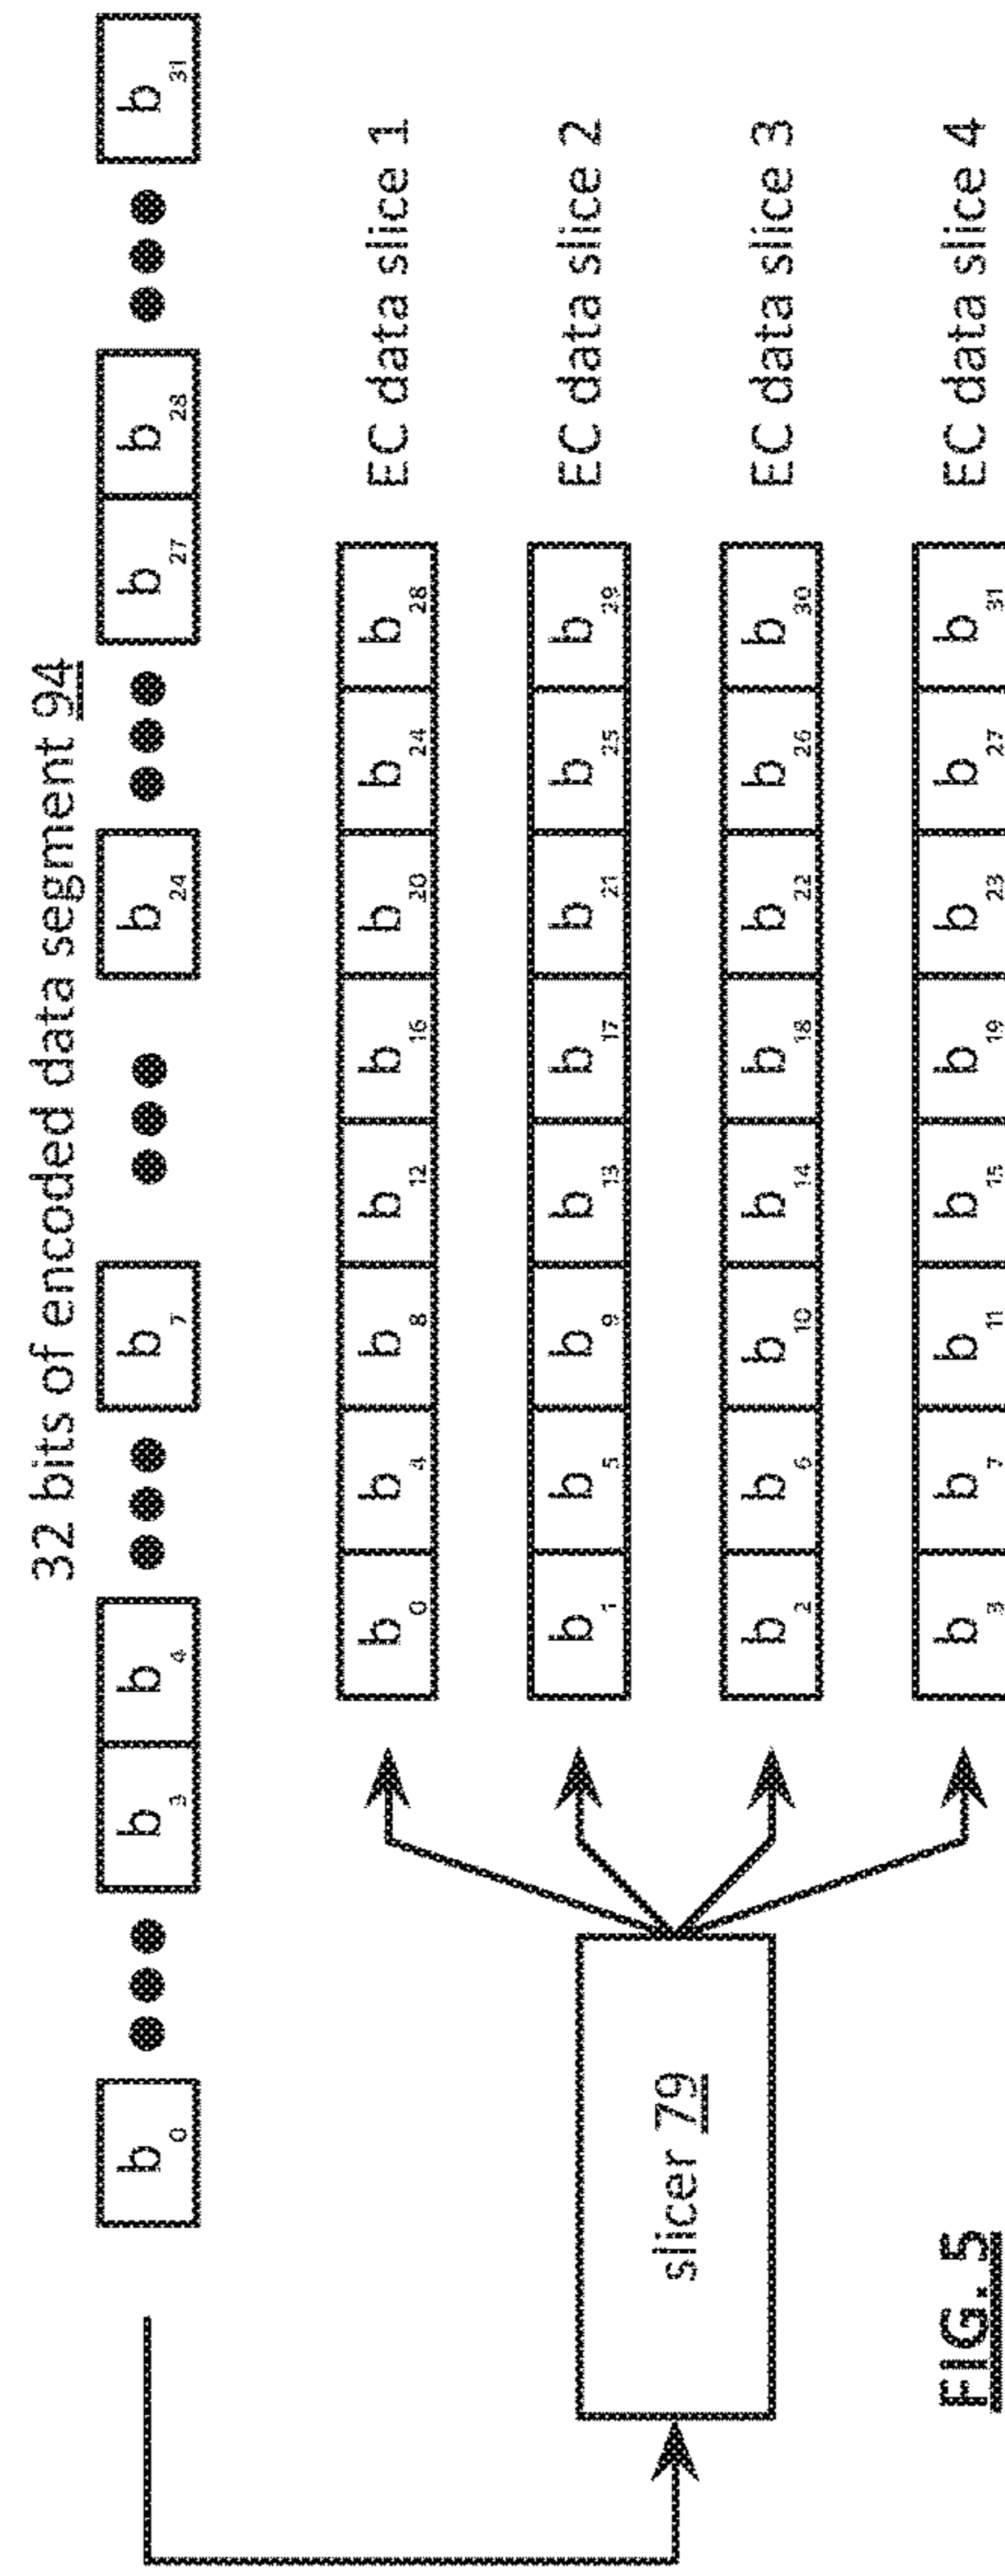 32 bits of encoded data segment 94
b0 b3 b4 b7 b24 b27 b28 b31
slicer 79
b0 b4 b8 b12 b16 b20 b24 b28 EC data slice 1
b1 b5 b9 b13 b17 b21 b25 b29 EC data slice 2
b2 b6 b10 b14 b18 b22 b26 b30 EC data slice 3
b3 b7 b11 b15 b19 b23 b27 b31 EC data slice 4
FIG. 5